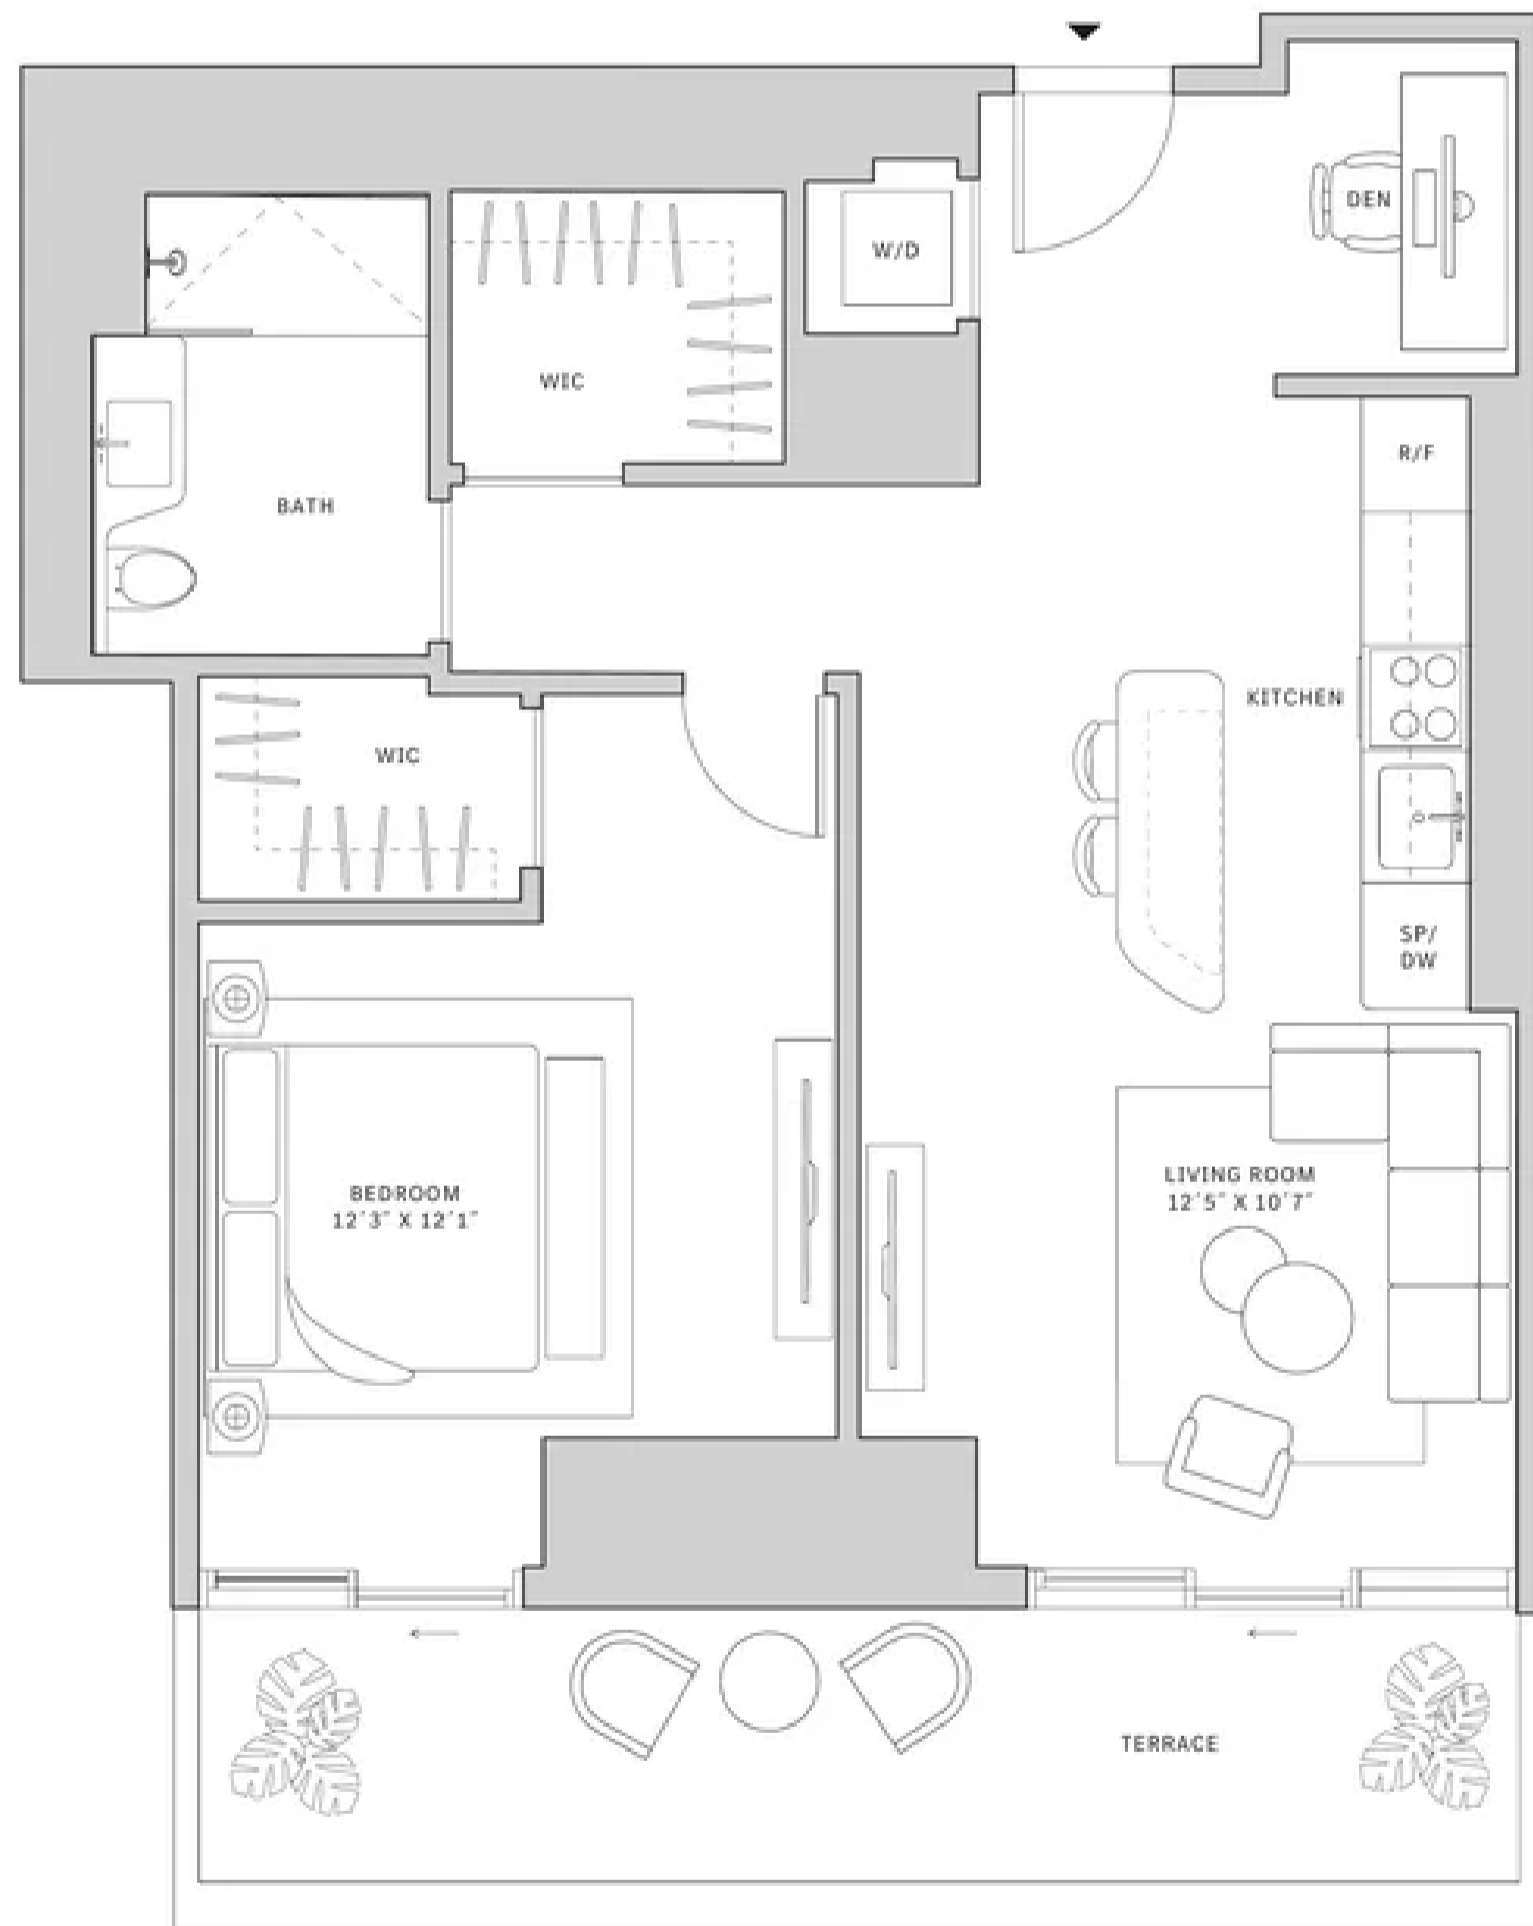 DEN
W/D
WIC
R/F
BATH
KITCHEN
WIC
SP/
DW
LIVING ROOM
12'5" X 10'7"
BEDROOM
12'3" X 12'1"
TERRACE